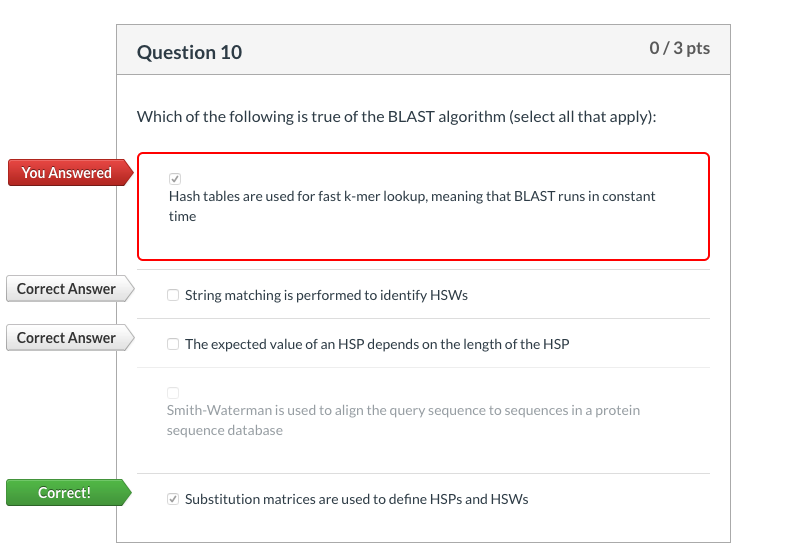 Question 10
0 / 3 pts
Which of the following is true of the BLAST algorithm (select all that apply):
You Answered
Hash tables are used for fast k-mer lookup, meaning that BLAST runs in constant
time
Correct Answer
String matching is performed to identify HSWs
Correct Answer
The expected value of an HSP depends on the length of the HSP
Smith-Waterman is used to align the query sequence to sequences in a protein
sequence database
Correct!
Substitution matrices are used to define HSPs and HSWs